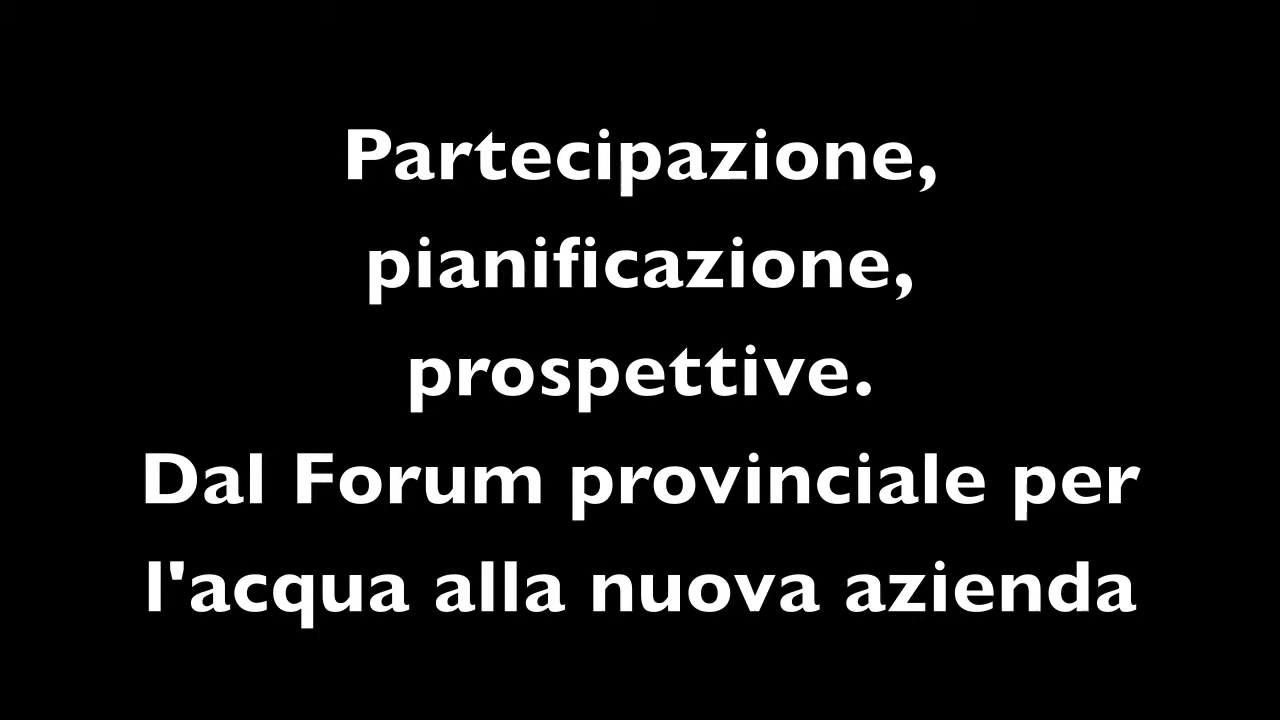 Partecipazione,
pianificazione,
prospettive.
Dal Forum provinciale per
l'acqua alla nuova azienda